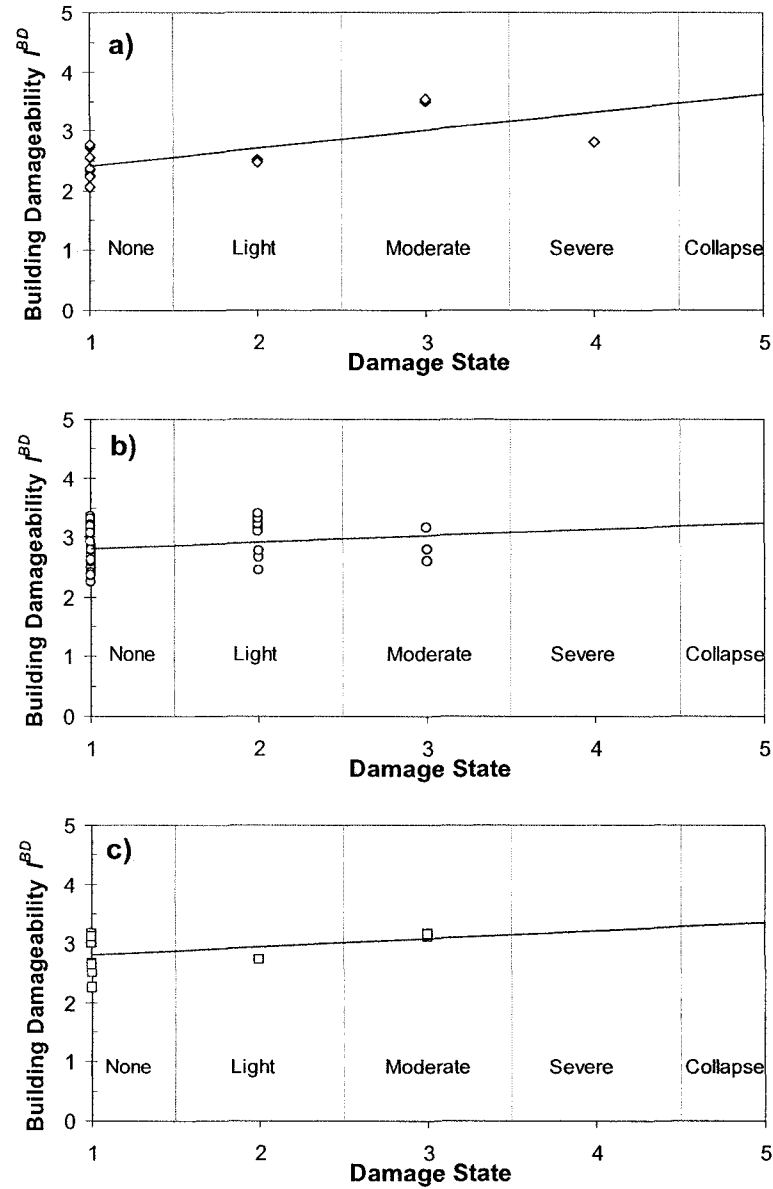 a)
Building Damageability I^BD
5
4
3
2
1
0
None Light Moderate Severe Collapse
1 2 3 4 5
Damage State
b)
Building Damageability I^BD
5
4
3
2
1
0
None Light Moderate Severe Collapse
1 2 3 4 5
Damage State
c)
Building Damageability I^BD
5
4
3
2
1
0
None Light Moderate Severe Collapse
1 2 3 4 5
Damage State